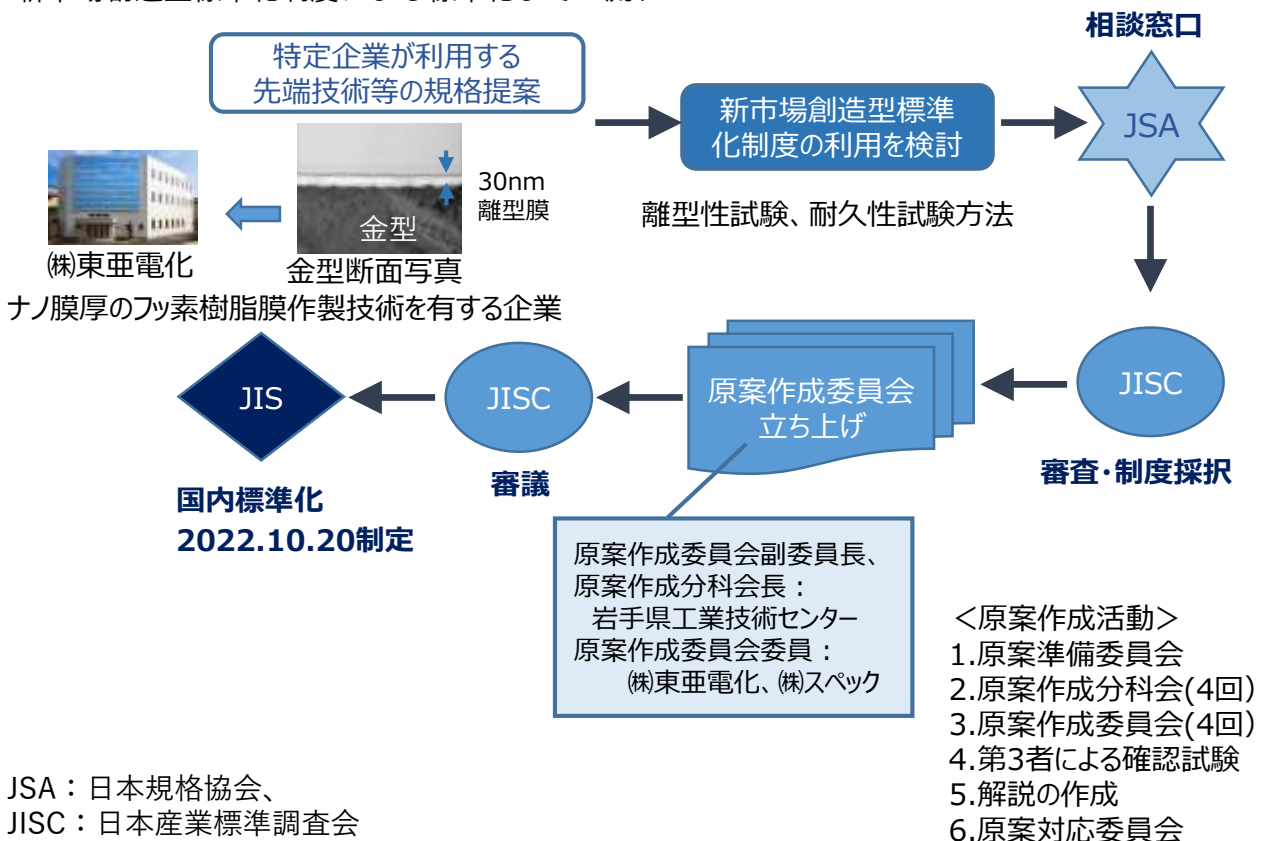 相談窓口
特定企業が利用する
先端技術等の規格提案
新市場創造型標準
化制度の利用を検討
JSA
30nm
離型膜
金型
離型性試験、耐久性試験方法
㈱東亜電化
金型断面写真
ナノ膜厚のフッ素樹脂膜作製技術を有する企業
JISC
審査・制度採択
原案作成委員会
立ち上げ
JISC
審議
JIS
国内標準化
2022.10.20制定
原案作成委員会副委員長、
原案作成分科会長：
岩手県工業技術センター
原案作成委員会委員：
㈱東亜電化、㈱スペック
＜原案作成活動＞
1.原案準備委員会
2.原案作成分科会(4回)
3.原案作成委員会(4回)
4.第3者による確認試験
5.解説の作成
6.原案対応委員会
JSA：日本規格協会、
JISC：日本産業標準調査会